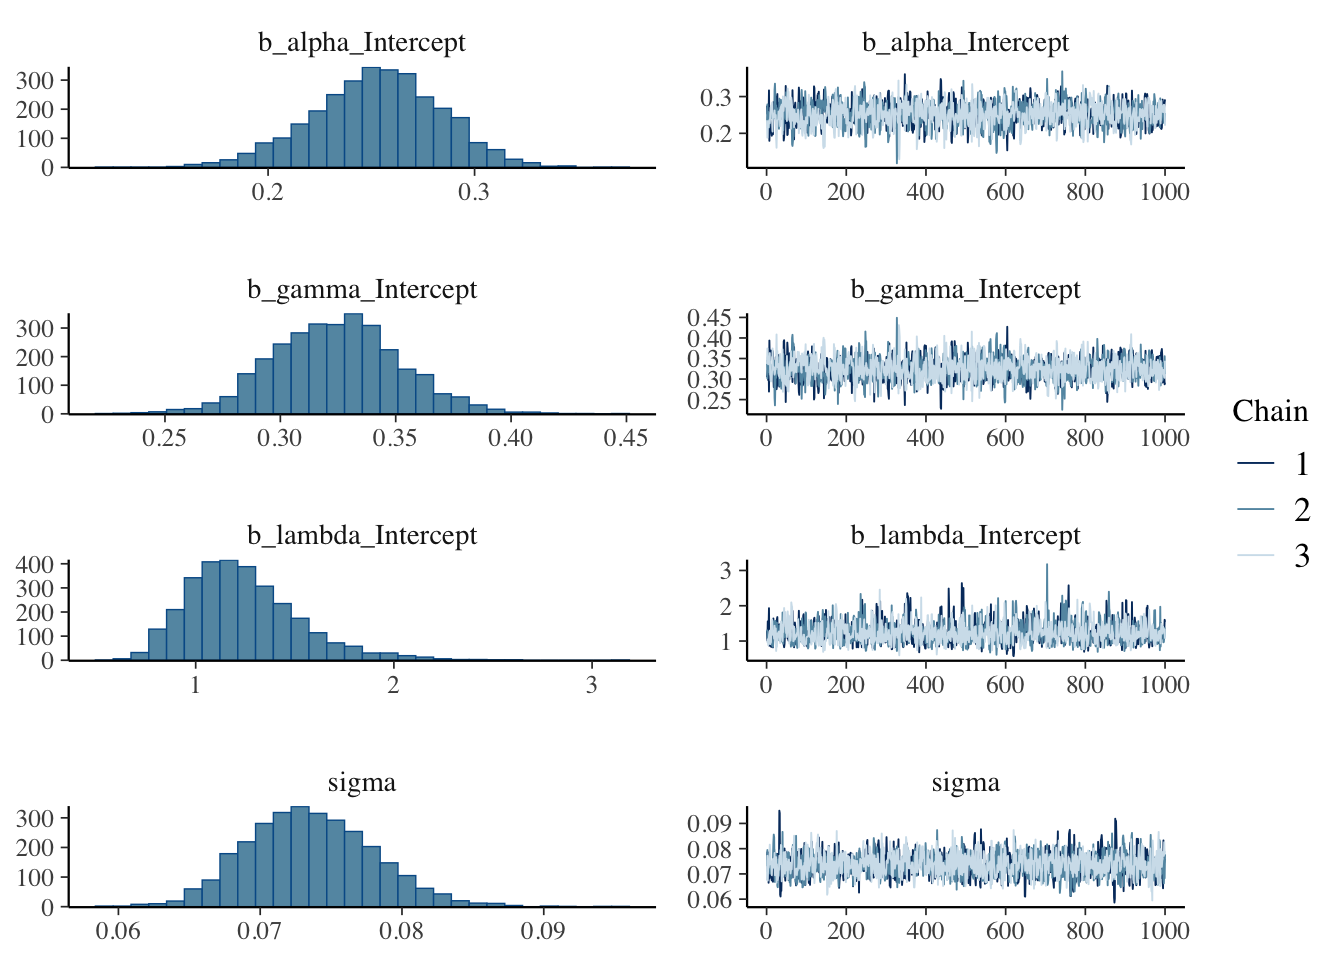 b_alpha_Intercept
300
200
100
0
0.2 0.3
b_alpha_Intercept
0.3
0.2
0 200 400 600 800 1000
b_gamma_Intercept
300
200
100
0
0.25 0.30 0.35 0.40 0.45
b_gamma_Intercept
0.45
0.40
0.35
0.30
0.25
0 200 400 600 800 1000
b_lambda_Intercept
400
300
200
100
0
1 2 3
b_lambda_Intercept
3
2
1
0 200 400 600 800 1000
sigma
300
200
100
0
0.06 0.07 0.08 0.09
sigma
0.09
0.08
0.07
0.06
0 200 400 600 800 1000
Chain
1
2
3